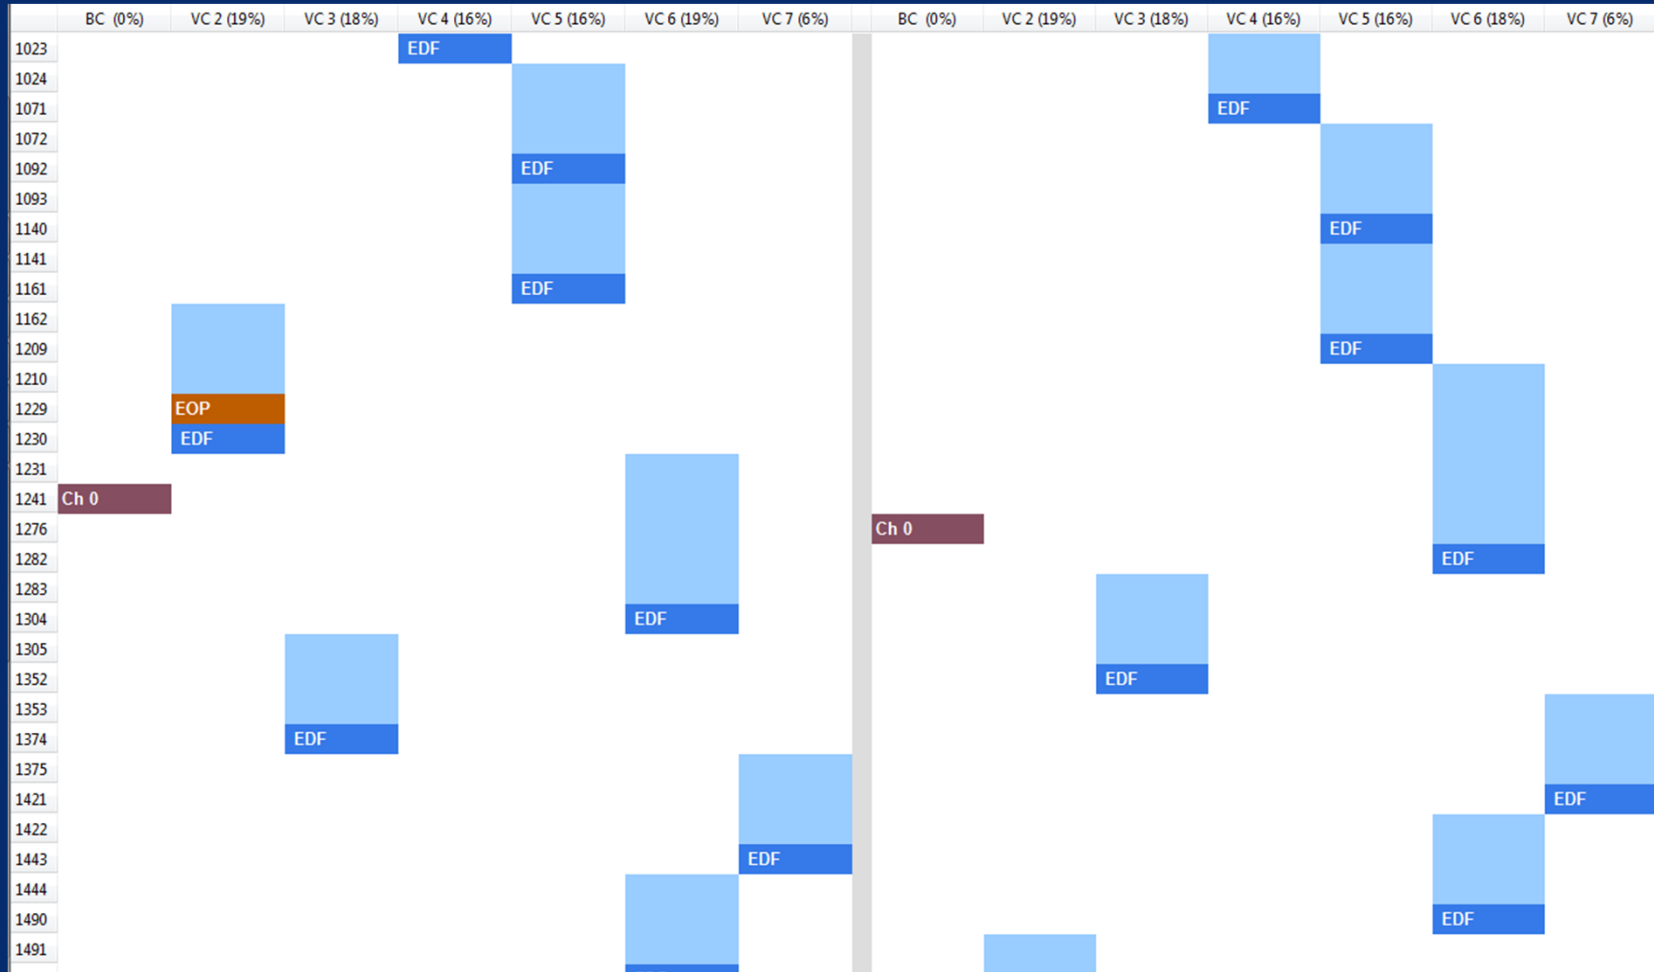 BC (0%) VC 2 (19%) VC 3 (18%) VC 4 (16%) VC 5 (16%) VC 6 (19%) VC 7 (6%) BC (0%) VC 2 (19%) VC 3 (18%) VC 4 (16%) VC 5 (16%) VC 6 (18%) VC 7 (6%)
1023 EDF
1024
1071 EDF
1072
1092 EDF
1093
1140 EDF
1141
1161 EDF
1162
1209 EDF
1210
1229 EOP
1230 EDF
1231
1241 Ch 0
1276 Ch 0
1282 EDF
1283
1304 EDF
1305
1352 EDF
1353
1374 EDF
1375
1421 EDF
1422
1443 EDF
1444
1490 EDF
1491